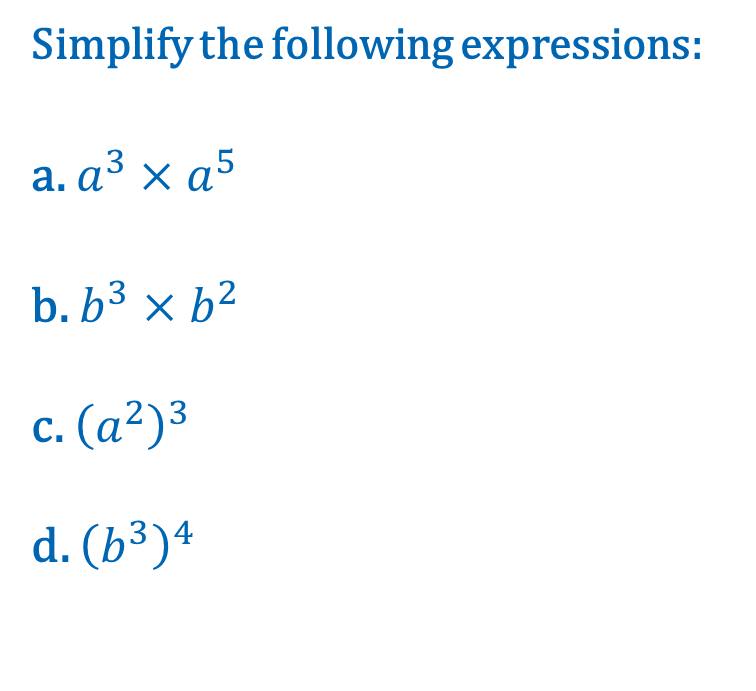 Simplify the following expressions:
a. a³ × a⁵
b. b³ × b²
c. (a²)³
d. (b³)⁴